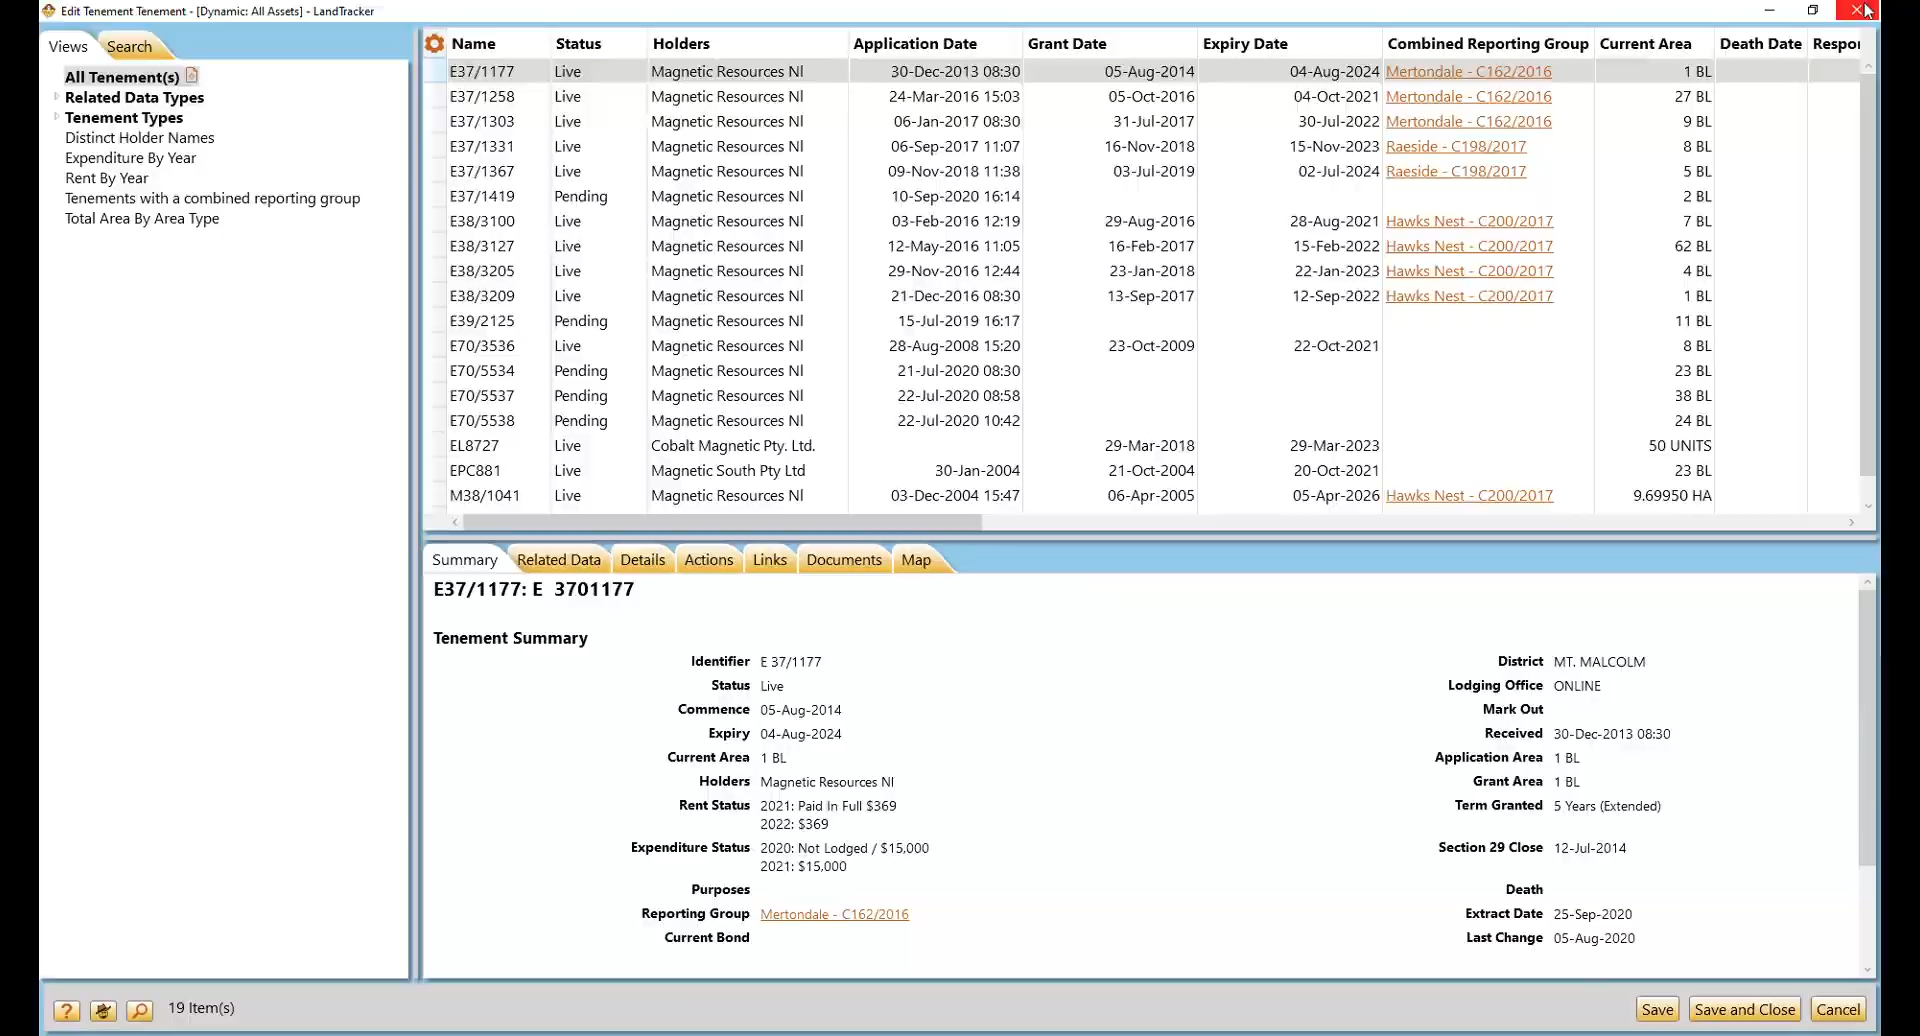 Edit Tenement Tenement - [Dynamic: All Assets] - LandTracker
Views Search
All Tenement(s)
Related Data Types
Tenement Types
Distinct Holder Names
Expenditure By Year
Rent By Year
Tenements with a combined reporting group
Total Area By Area Type
Name Status Holders Application Date Grant Date Expiry Date Combined Reporting Group Current Area Death Date Respor
E37/1177 Live Magnetic Resources Nl 30-Dec-2013 08:30 05-Aug-2014 04-Aug-2024 Mertondale - C162/2016 1 BL
E37/1258 Live Magnetic Resources Nl 24-Mar-2016 15:03 05-Oct-2016 04-Oct-2021 Mertondale - C162/2016 27 BL
E37/1303 Live Magnetic Resources Nl 06-Jan-2017 08:30 31-Jul-2017 30-Jul-2022 Mertondale - C162/2016 9 BL
E37/1331 Live Magnetic Resources Nl 06-Sep-2017 11:07 16-Nov-2018 15-Nov-2023 Raeside - C198/2017 8 BL
E37/1367 Live Magnetic Resources Nl 09-Nov-2018 11:38 03-Jul-2019 02-Jul-2024 Raeside - C198/2017 5 BL
E37/1419 Pending Magnetic Resources Nl 10-Sep-2020 16:14 2 BL
E38/3100 Live Magnetic Resources Nl 03-Feb-2016 12:19 29-Aug-2016 28-Aug-2021 Hawks Nest - C200/2017 7 BL
E38/3127 Live Magnetic Resources Nl 12-May-2016 11:05 16-Feb-2017 15-Feb-2022 Hawks Nest - C200/2017 62 BL
E38/3205 Live Magnetic Resources Nl 29-Nov-2016 12:44 23-Jan-2018 22-Jan-2023 Hawks Nest - C200/2017 4 BL
E38/3209 Live Magnetic Resources Nl 21-Dec-2016 08:30 13-Sep-2017 12-Sep-2022 Hawks Nest - C200/2017 1 BL
E39/2125 Pending Magnetic Resources Nl 15-Jul-2019 16:17 11 BL
E70/3536 Live Magnetic Resources Nl 28-Aug-2008 15:20 23-Oct-2009 22-Oct-2021 8 BL
E70/5534 Pending Magnetic Resources Nl 21-Jul-2020 08:30 23 BL
E70/5537 Pending Magnetic Resources Nl 22-Jul-2020 08:58 38 BL
E70/5538 Pending Magnetic Resources Nl 22-Jul-2020 10:42 24 BL
EL8727 Live Cobalt Magnetic Pty. Ltd. 29-Mar-2018 29-Mar-2023 50 UNITS
EPC881 Live Magnetic South Pty Ltd 30-Jan-2004 21-Oct-2004 20-Oct-2021 23 BL
M38/1041 Live Magnetic Resources Nl 03-Dec-2004 15:47 06-Apr-2005 05-Apr-2026 Hawks Nest - C200/2017 9.69950 HA
Summary Related Data Details Actions Links Documents Map
E37/1177: E 3701177
Tenement Summary
Identifier E 37/1177 District MT. MALCOLM
Status Live Lodging Office ONLINE
Commence 05-Aug-2014 Mark Out
Expiry 04-Aug-2024 Received 30-Dec-2013 08:30
Current Area 1 BL Application Area 1 BL
Holders Magnetic Resources Nl Grant Area 1 BL
Rent Status 2021: Paid In Full $369 Term Granted 5 Years (Extended)
2022: $369
Expenditure Status 2020: Not Lodged / $15,000 Section 29 Close 12-Jul-2014
2021: $15,000
Purposes Death
Reporting Group Mertondale - C162/2016 Extract Date 25-Sep-2020
Current Bond Last Change 05-Aug-2020
? 19 Item(s) Save Save and Close Cancel